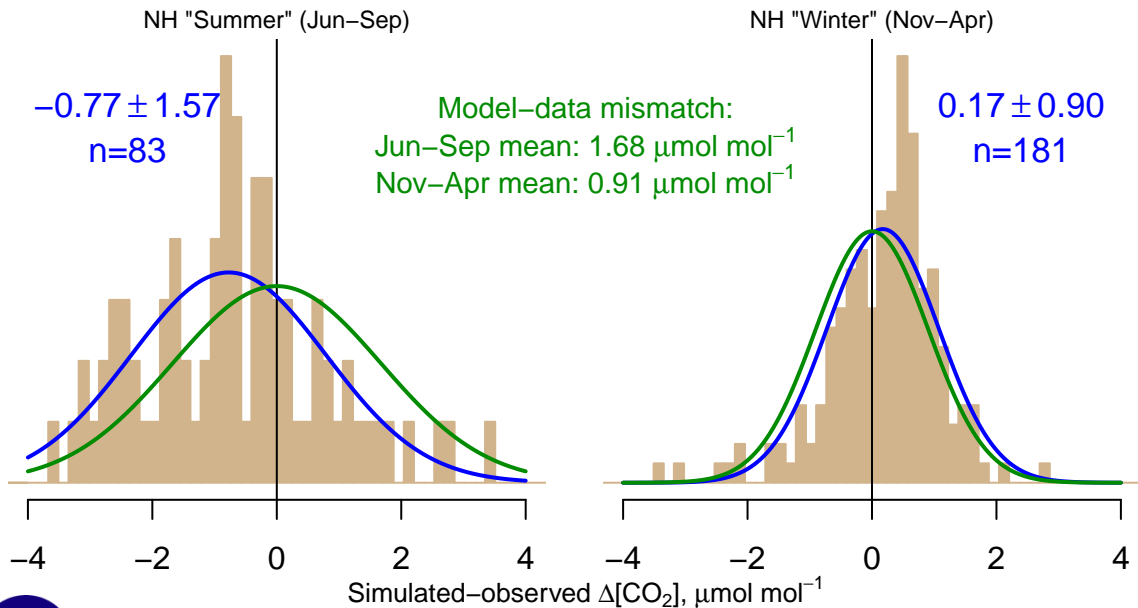 NH "Summer" (Jun−Sep)
NH "Winter" (Nov−Apr)
−0.77 ± 1.57
n=83
Model−data mismatch:
Jun−Sep mean: 1.68 μmol mol⁻¹
Nov−Apr mean: 0.91 μmol mol⁻¹
0.17 ± 0.90
n=181
−4 −2 0 2 4
−4 −2 0 2 4
Simulated−observed Δ[CO₂], μmol mol⁻¹